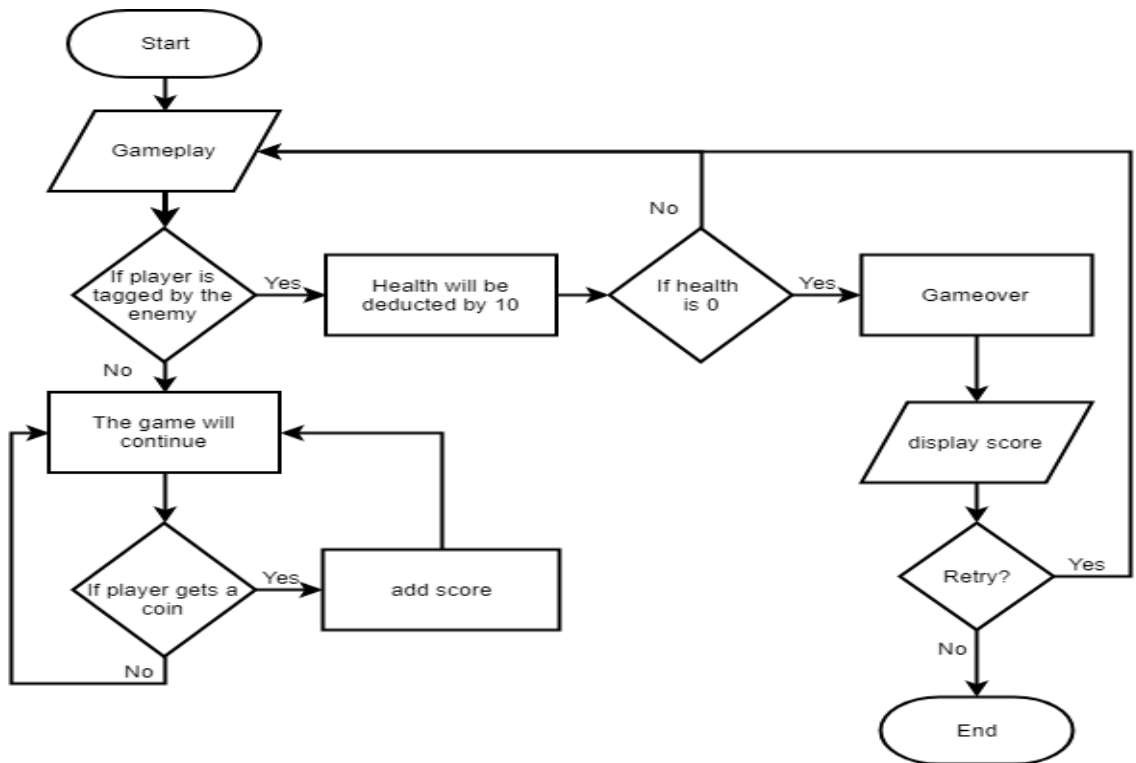 Start
Gameplay
No
If player is
tagged by the
enemy
Yes
Health will be
deducted by 10
If health
is 0
Yes
Gameover
No
The game will
continue
display score
If player gets a
coin
Yes
add score
Retry?
Yes
No
No
End